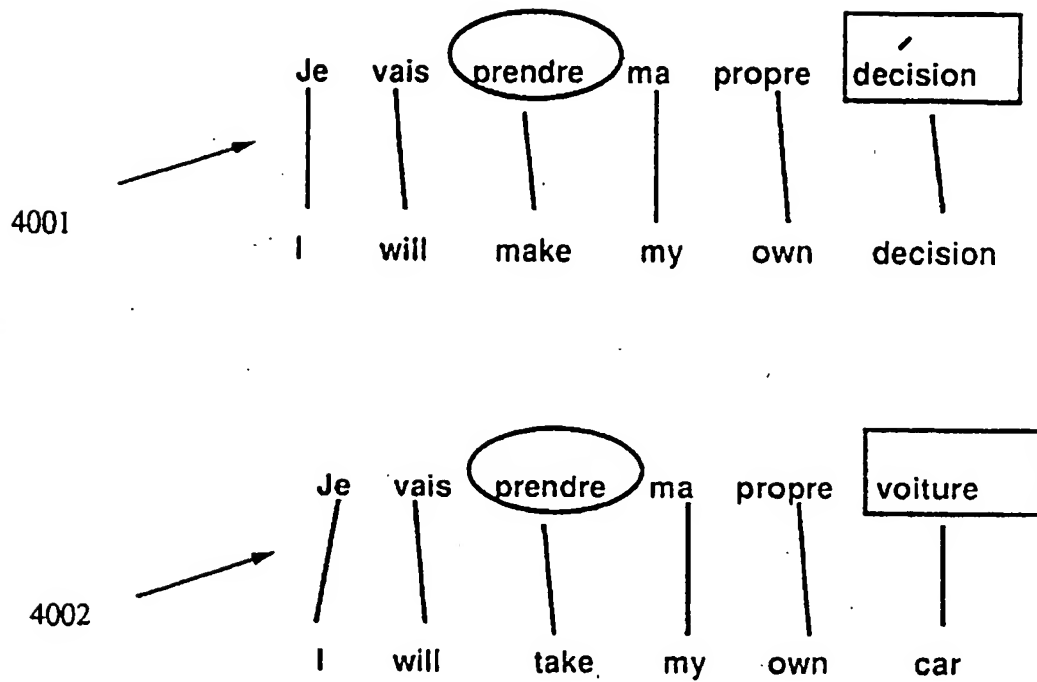 Je vais prendre ma propre décision
4001
I will make my own decision
Je vais prendre ma propre voiture
4002
I will take my own car